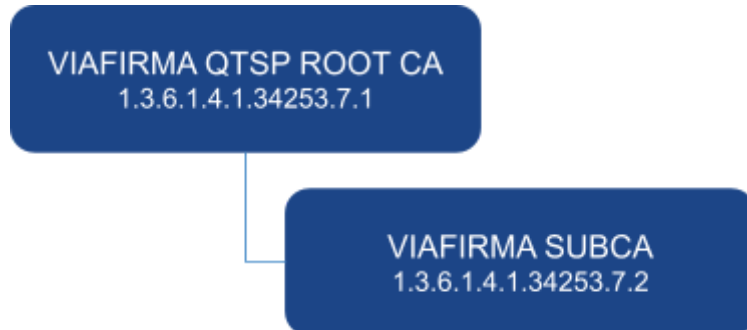 VIAFIRMA QTSP ROOT CA
1.3.6.1.4.1.34253.7.1
VIAFIRMA SUBCA
1.3.6.1.4.1.34253.7.2